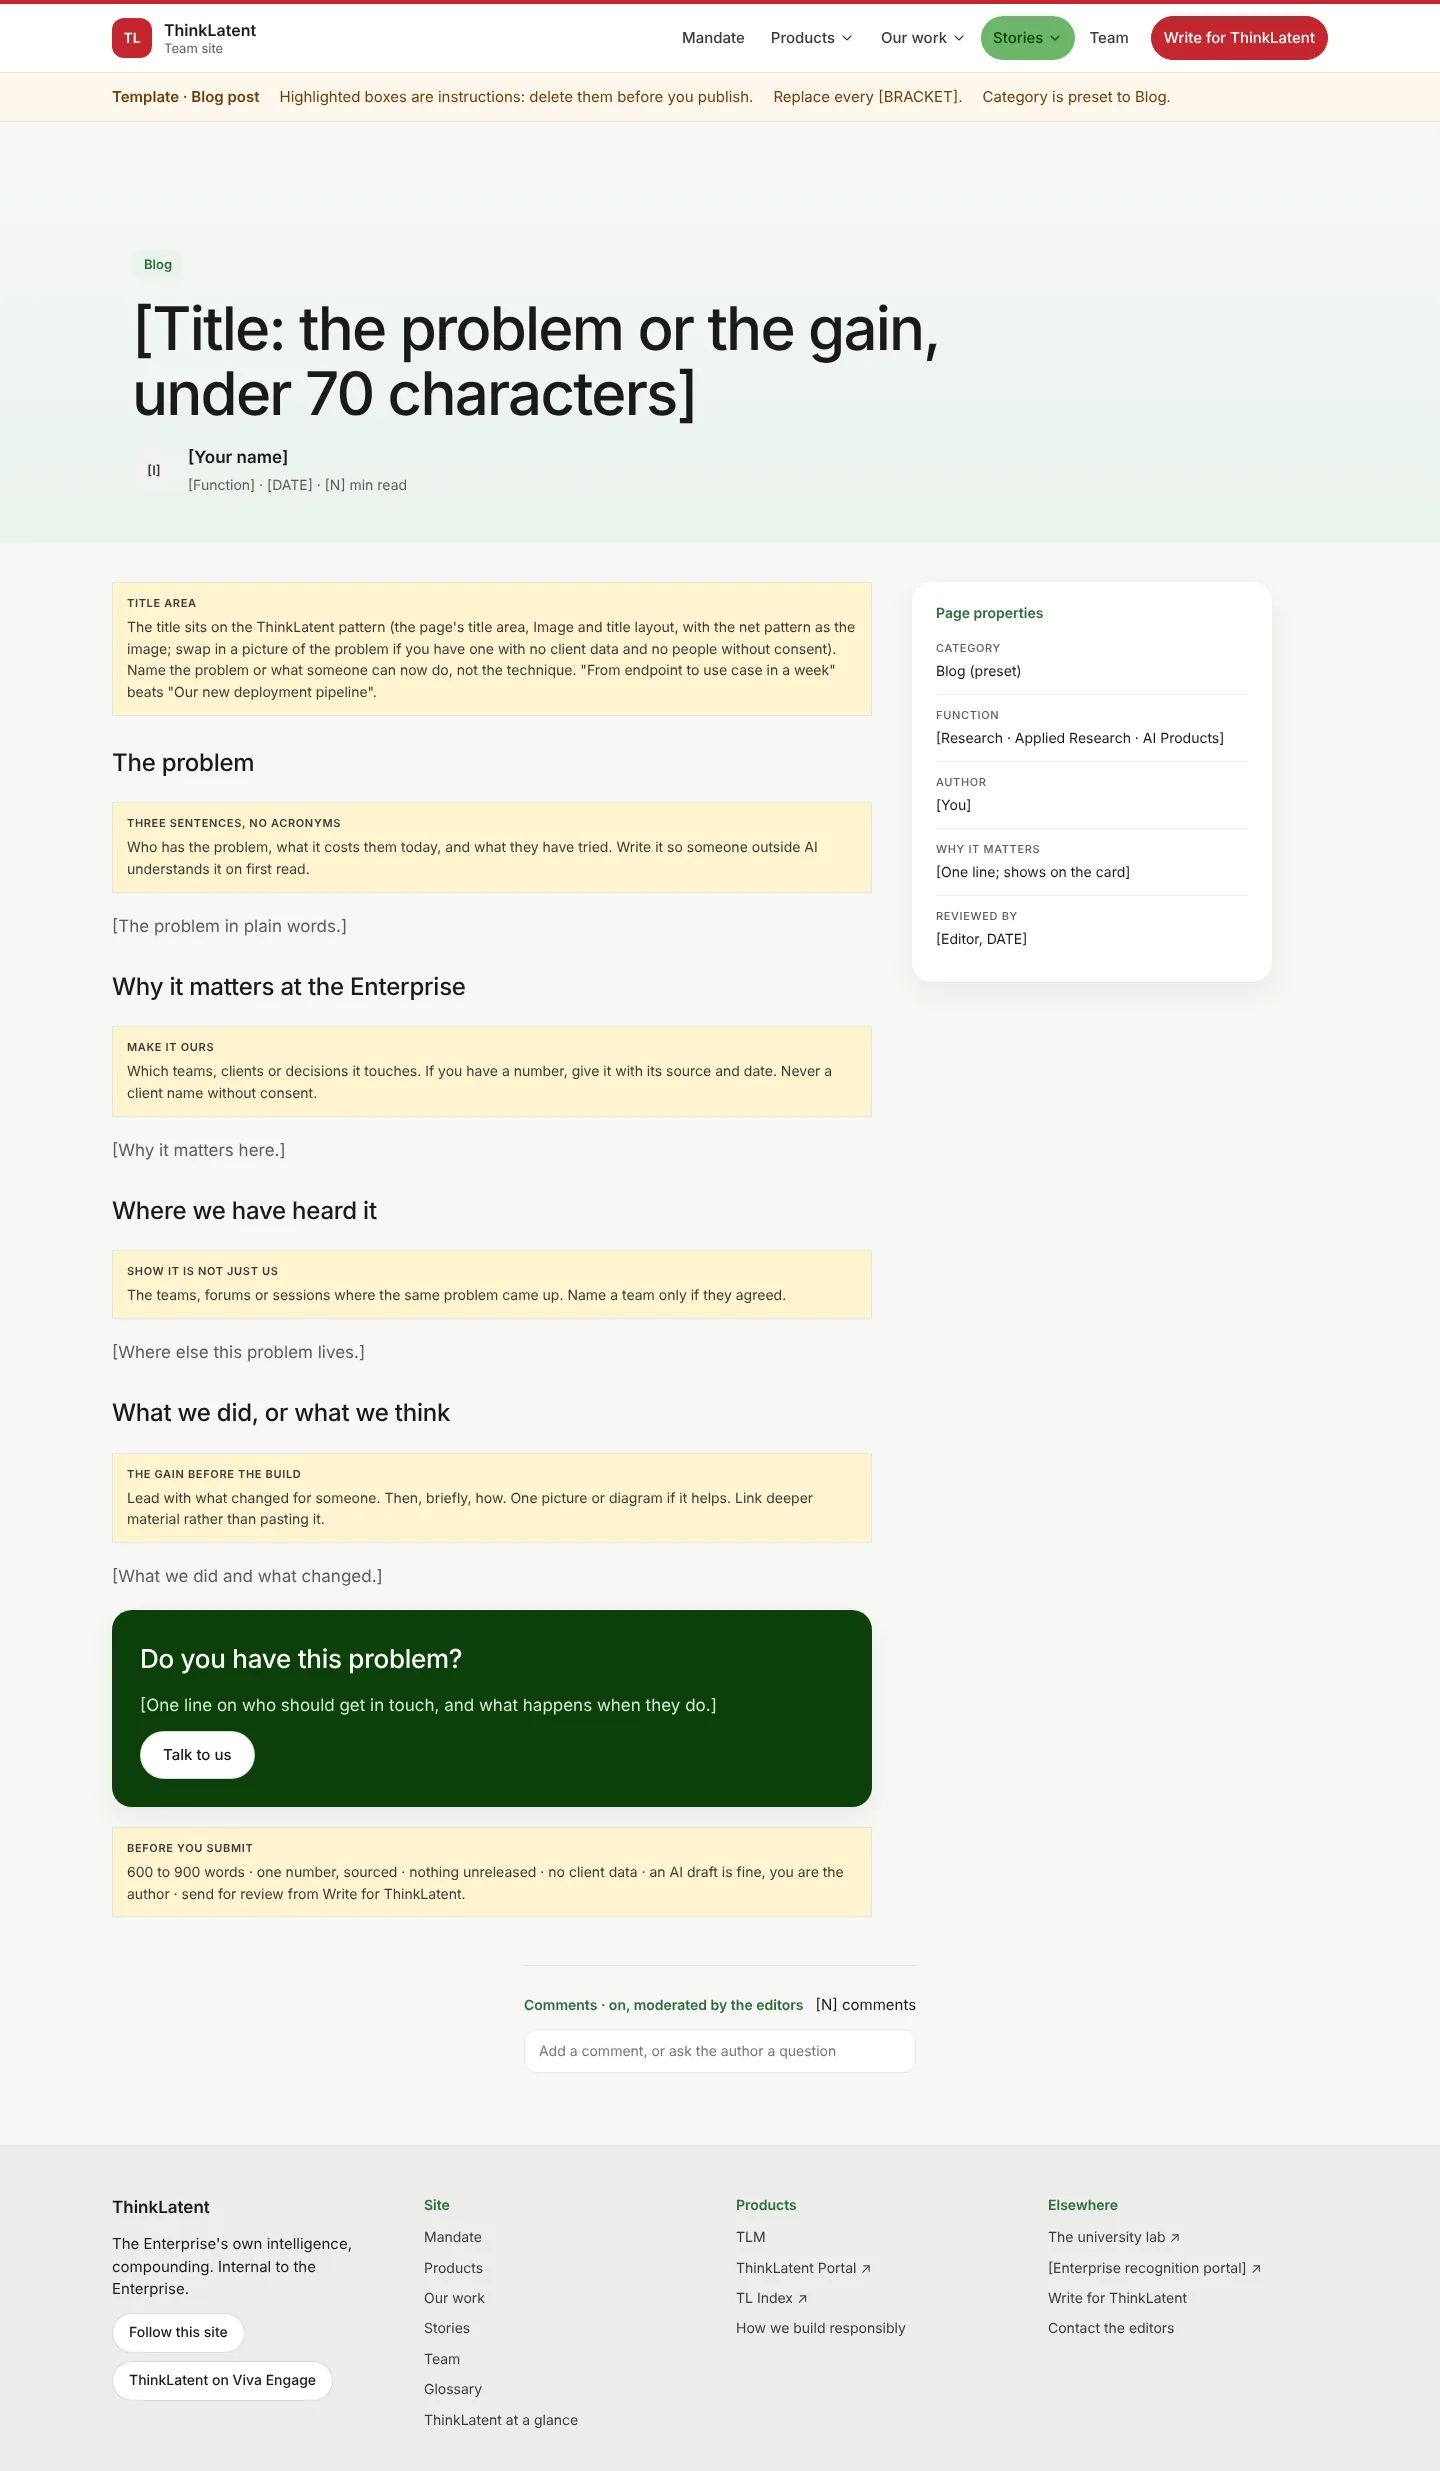 TL
ThinkLatent
Team site
Mandate
Products
Our work
Stories
Team
Write for ThinkLatent
Template · Blog post
Highlighted boxes are instructions: delete them before you publish.
Replace every [BRACKET].
Category is preset to Blog.
Blog
[Title: the problem or the gain,
under 70 characters]
[I]
[Your name]
[Function] · [DATE] · [N] min read
TITLE AREA
The title sits on the ThinkLatent pattern (the page's title area, Image and title layout, with the net pattern as the
image; swap in a picture of the problem if you have one with no client data and no people without consent).
Name the problem or what someone can now do, not the technique. "From endpoint to use case in a week"
beats "Our new deployment pipeline".
The problem
THREE SENTENCES, NO ACRONYMS
Who has the problem, what it costs them today, and what they have tried. Write it so someone outside AI
understands it on first read.
[The problem in plain words.]
Why it matters at the Enterprise
MAKE IT OURS
Which teams, clients or decisions it touches. If you have a number, give it with its source and date. Never a
client name without consent.
[Why it matters here.]
Where we have heard it
SHOW IT IS NOT JUST US
The teams, forums or sessions where the same problem came up. Name a team only if they agreed.
[Where else this problem lives.]
What we did, or what we think
THE GAIN BEFORE THE BUILD
Lead with what changed for someone. Then, briefly, how. One picture or diagram if it helps. Link deeper
material rather than pasting it.
[What we did and what changed.]
Do you have this problem?
[One line on who should get in touch, and what happens when they do.]
Talk to us
BEFORE YOU SUBMIT
600 to 900 words · one number, sourced · nothing unreleased · no client data · an AI draft is fine, you are the
author · send for review from Write for ThinkLatent.
Page properties
CATEGORY
Blog (preset)
FUNCTION
[Research · Applied Research · AI Products]
AUTHOR
[You]
WHY IT MATTERS
[One line; shows on the card]
REVIEWED BY
[Editor, DATE]
Comments · on, moderated by the editors
[N] comments
Add a comment, or ask the author a question
ThinkLatent
The Enterprise's own intelligence,
compounding. Internal to the
Enterprise.
Follow this site
ThinkLatent on Viva Engage
Site
Mandate
Products
Our work
Stories
Team
Glossary
ThinkLatent at a glance
Products
TLM
ThinkLatent Portal ↗
TL Index ↗
How we build responsibly
Elsewhere
The university lab ↗
[Enterprise recognition portal] ↗
Write for ThinkLatent
Contact the editors